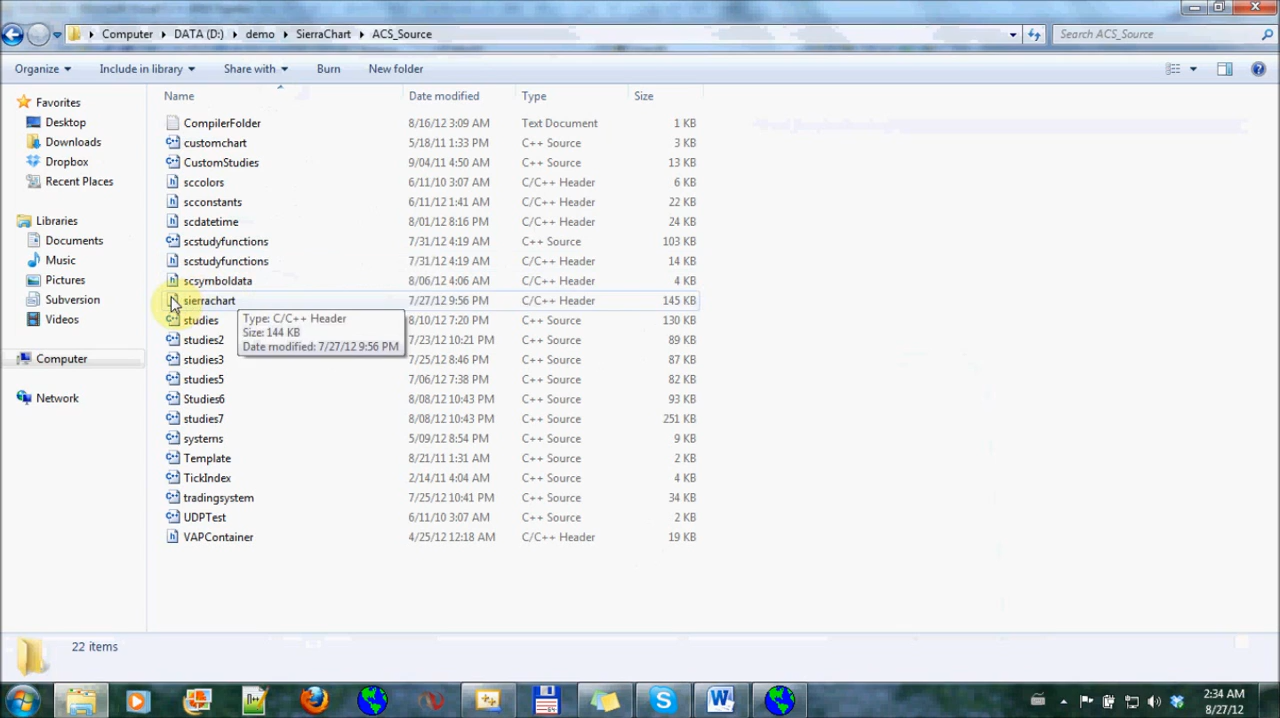 Computer ▶ DATA (D:) ▶ demo ▶ SierraChart ▶ ACS_Source Search ACS_Source
Organize Include in library Share with Burn New folder
Name Date modified Type Size
Favorites
Desktop
Downloads
Dropbox
Recent Places
Libraries
Documents
Music
Pictures
Subversion
Videos
Computer
Network
CompilerFolder 8/16/12 3:09 AM Text Document 1 KB
customchart 5/18/11 1:33 PM C++ Source 3 KB
CustomStudies 9/04/11 4:50 AM C++ Source 13 KB
sccolors 6/11/10 3:07 AM C/C++ Header 6 KB
scconstants 6/11/12 1:41 AM C/C++ Header 22 KB
scdatetime 8/01/12 8:16 PM C/C++ Header 24 KB
scstudyfunctions 7/31/12 4:19 AM C++ Source 103 KB
scstudyfunctions 7/31/12 4:19 AM C/C++ Header 14 KB
scsymboldata 8/06/12 4:06 AM C/C++ Header 4 KB
sierrachart 7/27/12 9:56 PM C/C++ Header 145 KB
studies 8/10/12 7:20 PM C++ Source 130 KB
studies2 7/23/12 10:21 PM C++ Source 89 KB
studies3 7/25/12 8:46 PM C++ Source 87 KB
studies5 7/06/12 7:38 PM C++ Source 82 KB
Studies6 8/08/12 10:43 PM C++ Source 93 KB
studies7 8/08/12 10:43 PM C++ Source 251 KB
systems 5/09/12 8:54 PM C++ Source 9 KB
Template 8/21/11 1:31 AM C++ Source 2 KB
TickIndex 2/14/11 4:04 AM C++ Source 4 KB
tradingsystem 7/25/12 10:41 PM C++ Source 34 KB
UDPTest 6/11/10 3:07 AM C++ Source 2 KB
VAPContainer 4/25/12 12:18 AM C/C++ Header 19 KB
Type: C/C++ Header
Size: 144 KB
Date modified: 7/27/12 9:56 PM
22 items
2:34 AM
8/27/12